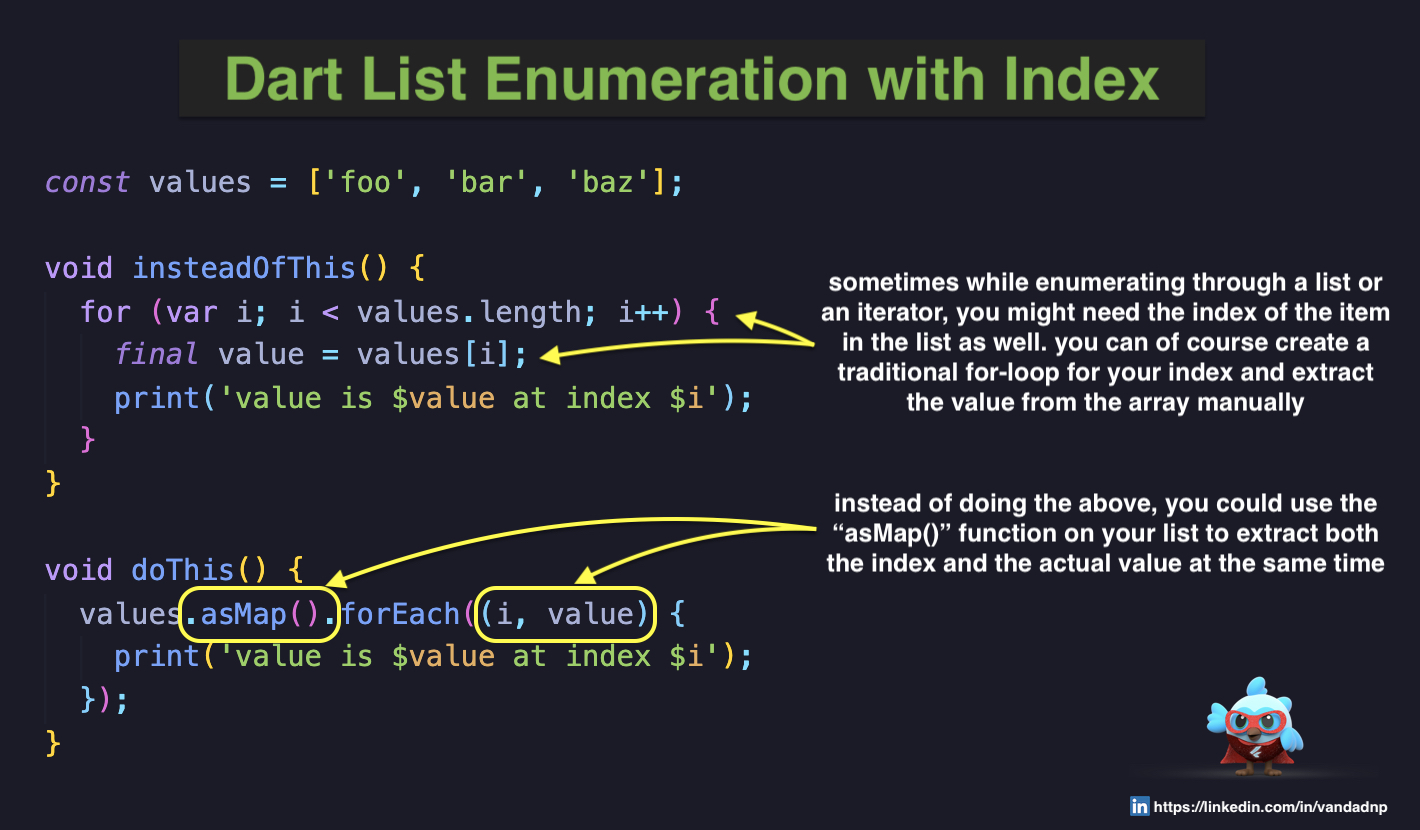 Dart List Enumeration with Index
const values = ['foo', 'bar', 'baz'];
void insteadOfThis() {
for (var i; i < values.length; i++) {
final value = values[i];
print('value is $value at index $i');
}
}
sometimes while enumerating through a list or
an iterator, you might need the index of the item
in the list as well. you can of course create a
traditional for-loop for your index and extract
the value from the array manually
void doThis() {
values.asMap().forEach((i, value) {
print('value is $value at index $i');
});
}
instead of doing the above, you could use the
“asMap()” function on your list to extract both
the index and the actual value at the same time
in https://linkedin.com/in/vandadnp